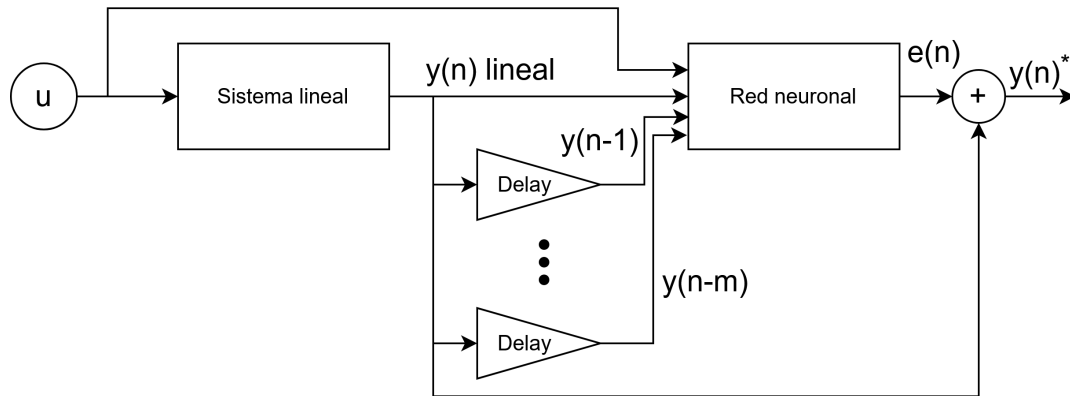 u
Sistema lineal
y(n) lineal
Red neuronal
e(n)
+
y(n)*
y(n-1)
Delay
y(n-m)
Delay